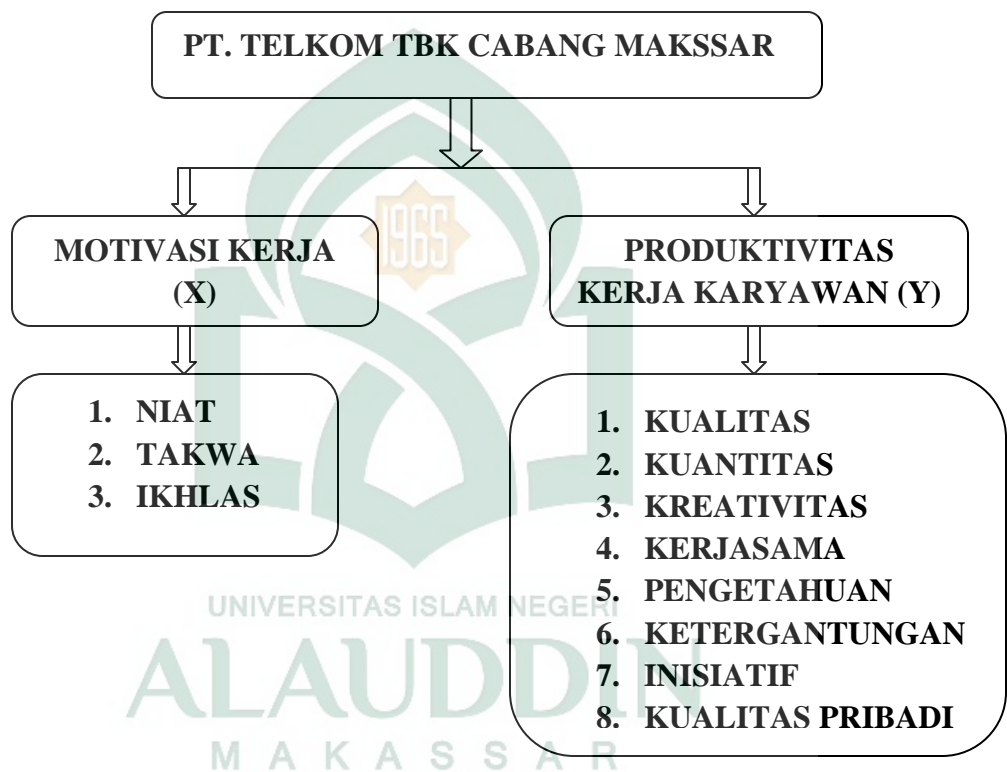 PT. TELKOM TBK CABANG MAKSSAR
1965
MOTIVASI KERJA
(X)
PRODUKTIVITAS
KERJA KARYAWAN (Y)
1. NIAT
2. TAKWA
3. IKHLAS
1. KUALITAS
2. KUANTITAS
3. KREATIVITAS
4. KERJASAMA
5. PENGETAHUAN
6. KETERGANTUNGAN
7. INISIATIF
8. KUALITAS PRIBADI
UNIVERSITAS ISLAM NEGERI
ALAUDDIN
MAKASSAR